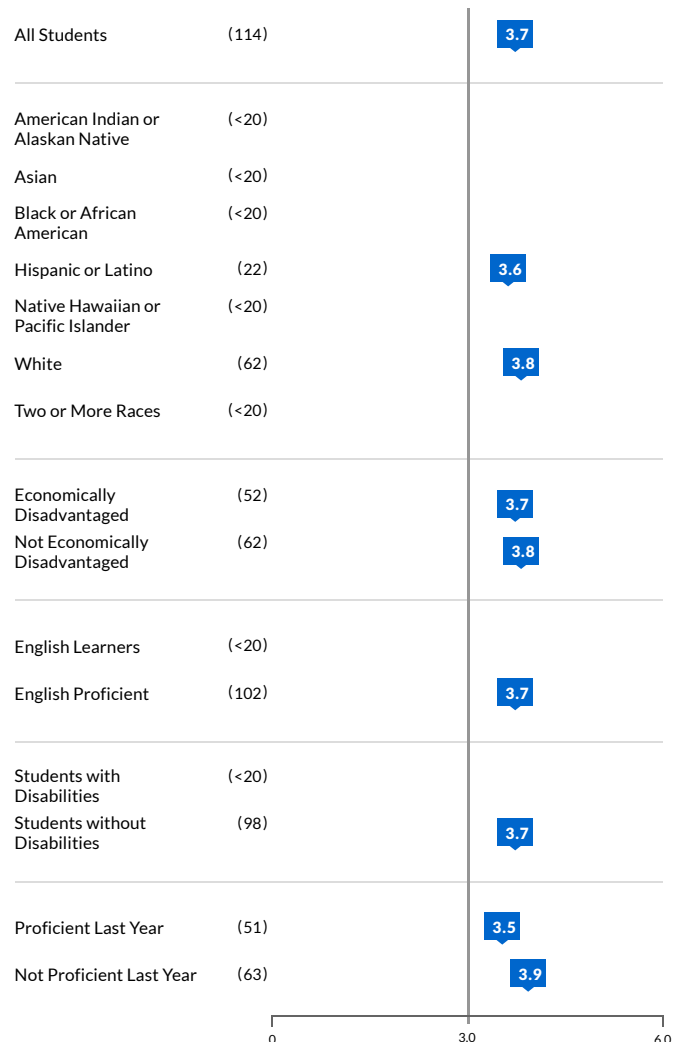 All Students (114) 3.7
American Indian or (<20)
Alaskan Native
Asian (<20)
Black or African (<20)
American
Hispanic or Latino (22) 3.6
Native Hawaiian or (<20)
Pacific Islander
White (62) 3.8
Two or More Races (<20)
Economically (52) 3.7
Disadvantaged
Not Economically (62) 3.8
Disadvantaged
English Learners (<20)
English Proficient (102) 3.7
Students with (<20)
Disabilities
Students without (98) 3.7
Disabilities
Proficient Last Year (51) 3.5
Not Proficient Last Year (63) 3.9
0 3.0 6.0